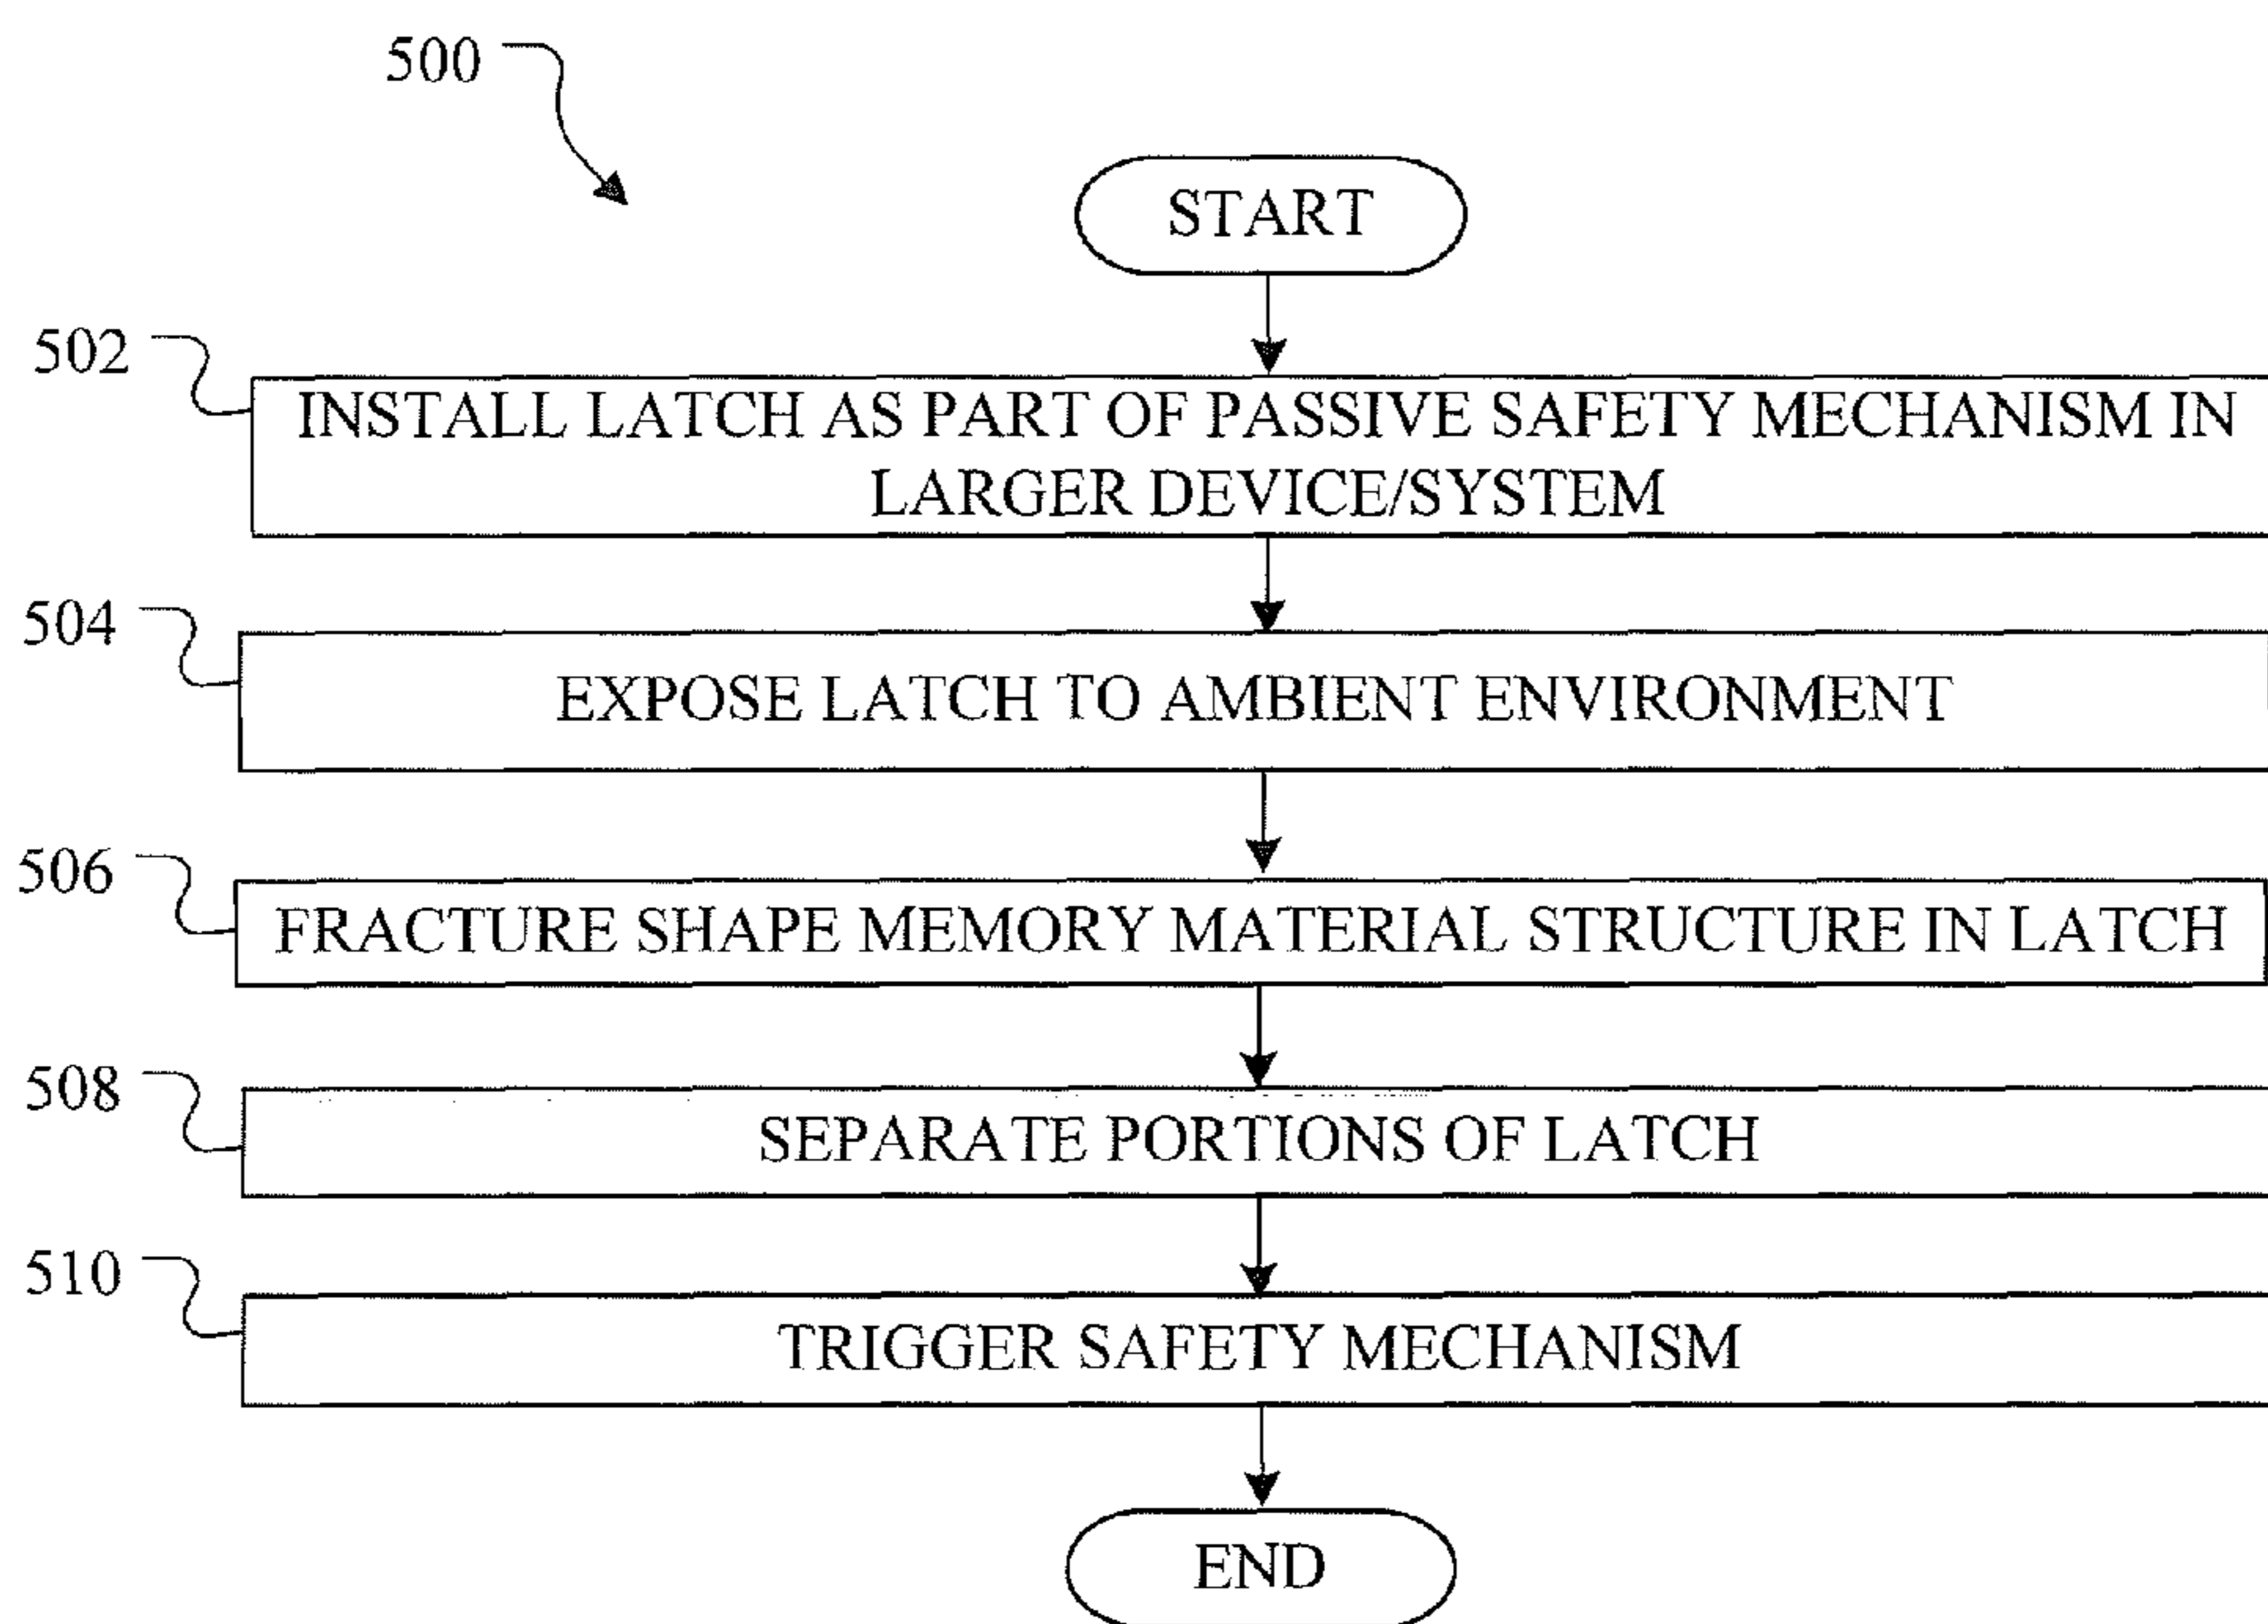 500
START
502
INSTALL LATCH AS PART OF PASSIVE SAFETY MECHANISM IN
LARGER DEVICE/SYSTEM
504
EXPOSE LATCH TO AMBIENT ENVIRONMENT
506
FRACTURE SHAPE MEMORY MATERIAL STRUCTURE IN LATCH
508
SEPARATE PORTIONS OF LATCH
510
TRIGGER SAFETY MECHANISM
END